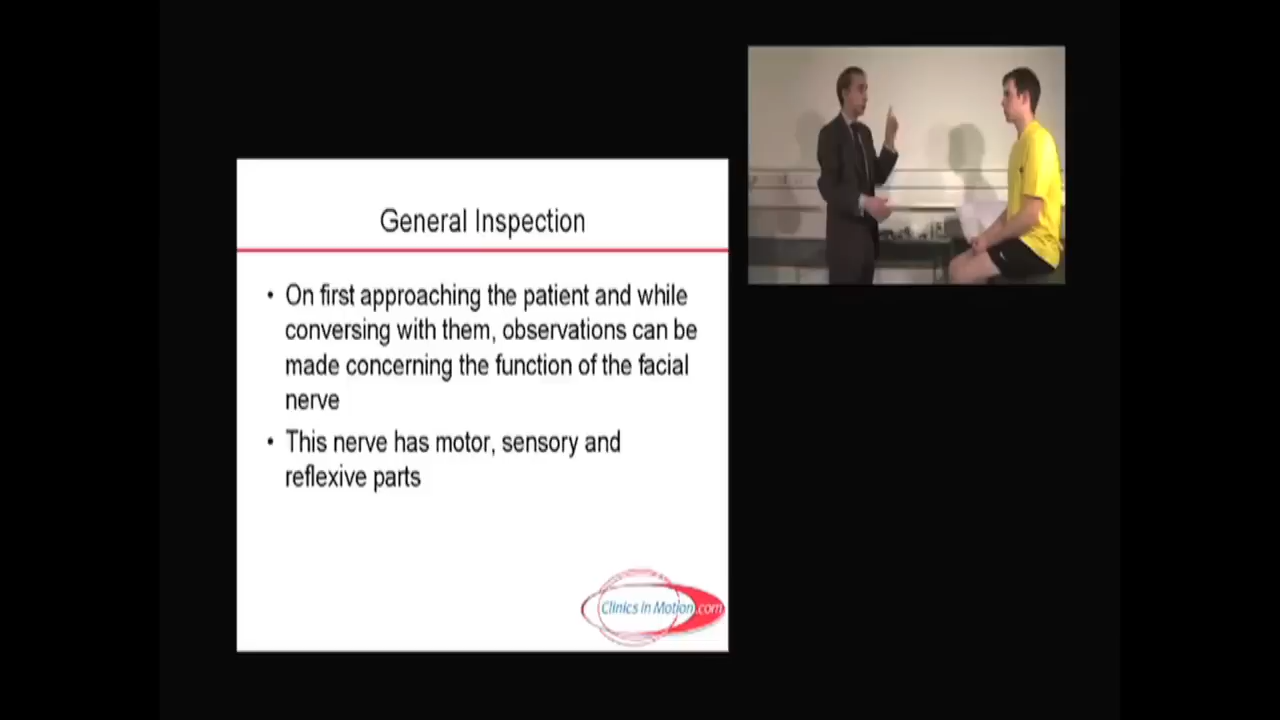 General Inspection
• On first approaching the patient and while
conversing with them, observations can be
made concerning the function of the facial
nerve
• This nerve has motor, sensory and
reflexive parts
Clinics in Motion.com